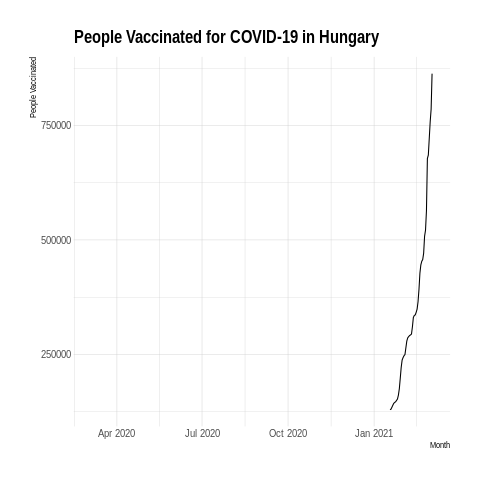 People Vaccinated for COVID-19 in Hungary
People Vaccinated
750000
500000
250000
Apr 2020
Jul 2020
Oct 2020
Jan 2021
Month